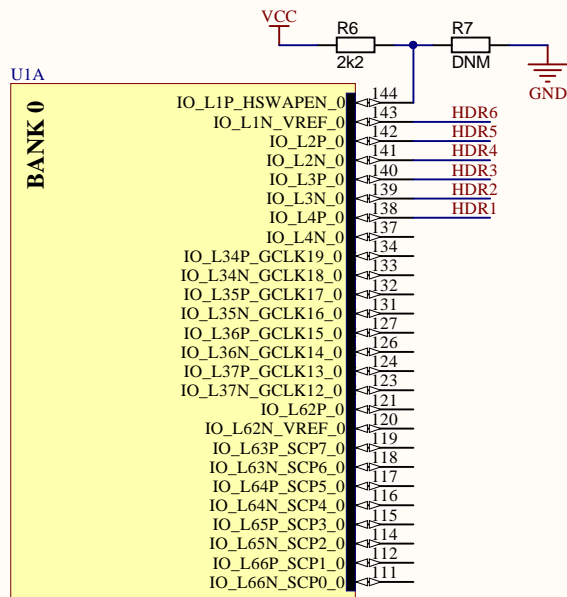 VCC
R6
2k2
R7
DNM
GND
U1A
BANK 0
IO_L1P_HSWAPEN_0 144
IO_L1N_VREF_0 143 HDR6
IO_L2P_0 142 HDR5
IO_L2N_0 141 HDR4
IO_L3P_0 140 HDR3
IO_L3N_0 139 HDR2
IO_L4P_0 138 HDR1
IO_L4N_0 137
IO_L34P_GCLK19_0 134
IO_L34N_GCLK18_0 133
IO_L35P_GCLK17_0 132
IO_L35N_GCLK16_0 131
IO_L36P_GCLK15_0 127
IO_L36N_GCLK14_0 126
IO_L37P_GCLK13_0 124
IO_L37N_GCLK12_0 123
IO_L62P_0 121
IO_L62N_VREF_0 120
IO_L63P_SCP7_0 119
IO_L63N_SCP6_0 118
IO_L64P_SCP5_0 117
IO_L64N_SCP4_0 116
IO_L65P_SCP3_0 115
IO_L65N_SCP2_0 114
IO_L66P_SCP1_0 112
IO_L66N_SCP0_0 111